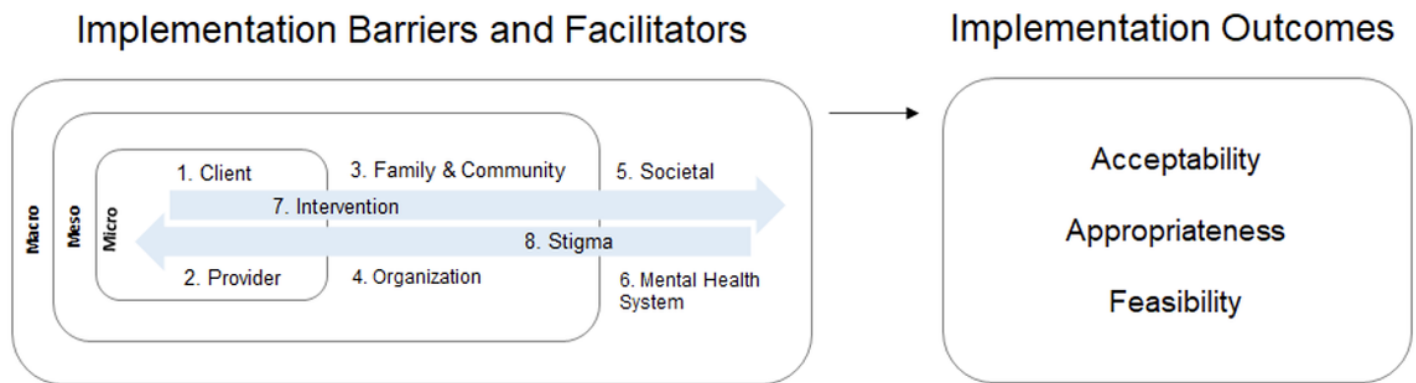 Implementation Barriers and Facilitators
Implementation Outcomes
Macro
Meso
Micro
1. Client
3. Family & Community
5. Societal
7. Intervention
8. Stigma
2. Provider
4. Organization
6. Mental Health
System
Acceptability
Appropriateness
Feasibility